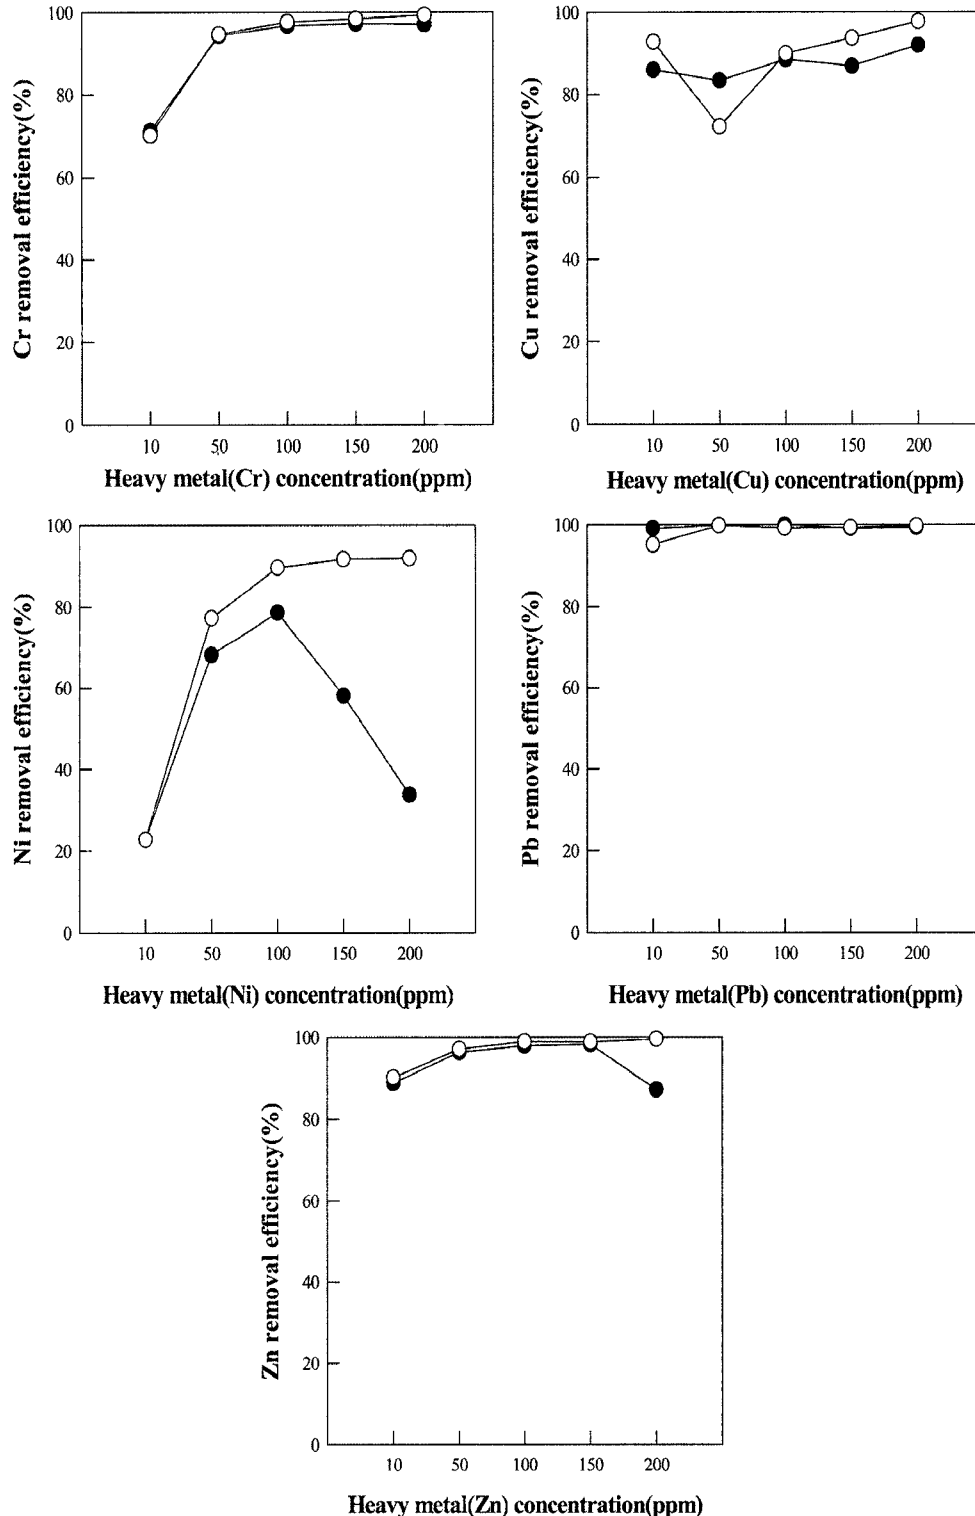 Cr removal efficiency(%)
100
80
60
40
20
0
10 50 100 150 200
Heavy metal(Cr) concentration(ppm)
Cu removal efficiency(%)
100
80
60
40
20
0
10 50 100 150 200
Heavy metal(Cu) concentration(ppm)
Ni removal efficiency(%)
100
80
60
40
20
0
10 50 100 150 200
Heavy metal(Ni) concentration(ppm)
Pb removal efficiency(%)
100
80
60
40
20
0
10 50 100 150 200
Heavy metal(Pb) concentration(ppm)
Zn removal efficiency(%)
100
80
60
40
20
0
10 50 100 150 200
Heavy metal(Zn) concentration(ppm)